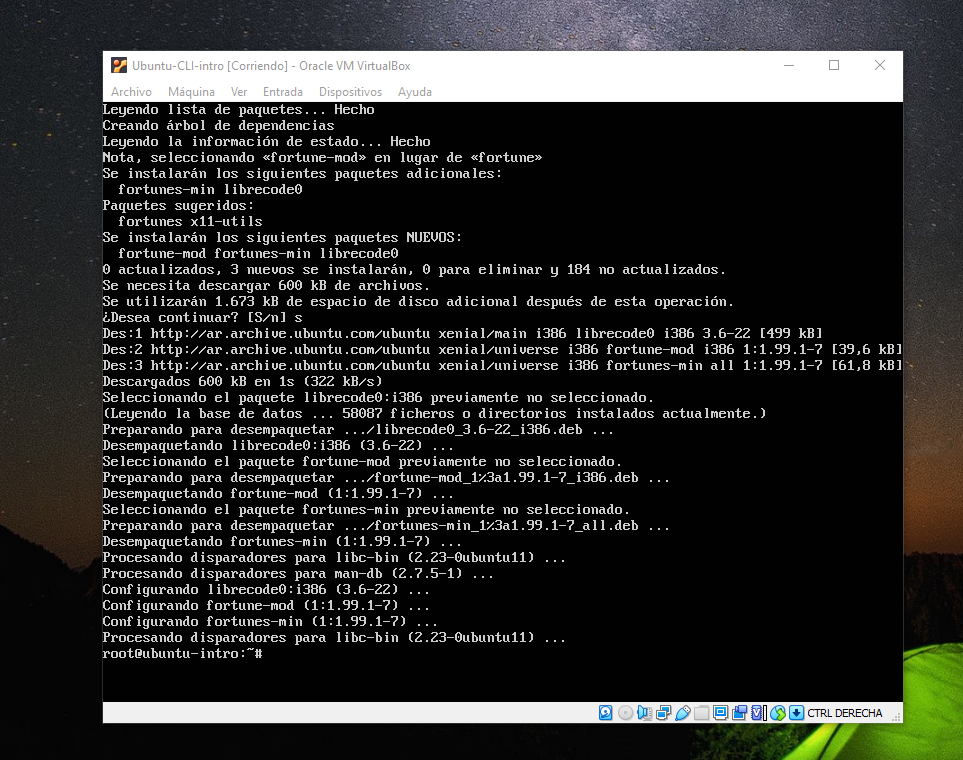 Ubuntu-CLI-intro [Corriendo] - Oracle VM VirtualBox
Archivo Máquina Ver Entrada Dispositivos Ayuda
Leyendo lista de paquetes... Hecho
Creando árbol de dependencias
Leyendo la información de estado... Hecho
Nota, seleccionando «fortune-mod» en lugar de «fortune»
Se instalarán los siguientes paquetes adicionales:
  fortunes-min librecode0
Paquetes sugeridos:
  fortunes x11-utils
Se instalarán los siguientes paquetes NUEVOS:
  fortune-mod fortunes-min librecode0
0 actualizados, 3 nuevos se instalarán, 0 para eliminar y 184 no actualizados.
Se necesita descargar 600 kB de archivos.
Se utilizarán 1.673 kB de espacio de disco adicional después de esta operación.
¿Desea continuar? [S/n] s
Des:1 http://ar.archive.ubuntu.com/ubuntu xenial/main i386 librecode0 i386 3.6-22 [499 kB]
Des:2 http://ar.archive.ubuntu.com/ubuntu xenial/universe i386 fortune-mod i386 1:1.99.1-7 [39,6 kB]
Des:3 http://ar.archive.ubuntu.com/ubuntu xenial/universe i386 fortunes-min all 1:1.99.1-7 [61,8 kB]
Descargados 600 kB en 1s (322 kB/s)
Seleccionando el paquete librecode0:i386 previamente no seleccionado.
(Leyendo la base de datos ... 58087 ficheros o directorios instalados actualmente.)
Preparando para desempaquetar .../librecode0_3.6-22_i386.deb ...
Desempaquetando librecode0:i386 (3.6-22) ...
Seleccionando el paquete fortune-mod previamente no seleccionado.
Preparando para desempaquetar .../fortune-mod_1%3a1.99.1-7_i386.deb ...
Desempaquetando fortune-mod (1:1.99.1-7) ...
Seleccionando el paquete fortunes-min previamente no seleccionado.
Preparando para desempaquetar .../fortunes-min_1%3a1.99.1-7_all.deb ...
Desempaquetando fortunes-min (1:1.99.1-7) ...
Procesando disparadores para libc-bin (2.23-0ubuntu11) ...
Procesando disparadores para man-db (2.7.5-1) ...
Configurando librecode0:i386 (3.6-22) ...
Configurando fortune-mod (1:1.99.1-7) ...
Configurando fortunes-min (1:1.99.1-7) ...
Procesando disparadores para libc-bin (2.23-0ubuntu11) ...
root@ubuntu-intro:~#
CTRL DERECHA